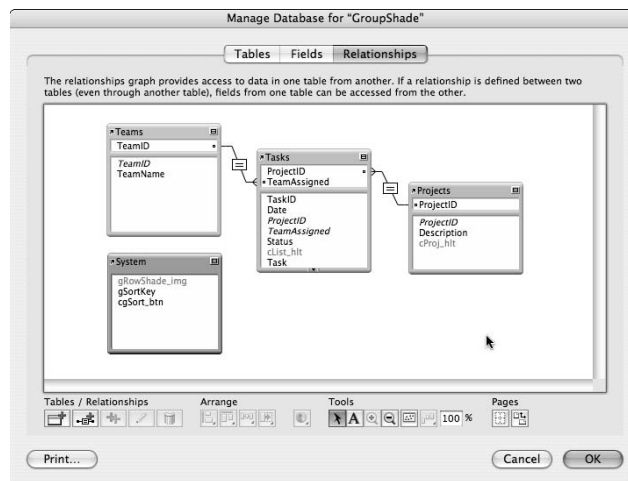 Manage Database for "GroupShade"
Tables Fields Relationships
The relationships graph provides access to data in one table from another. If a relationship is defined between two
tables (even through another table), fields from one table can be accessed from the other.
Teams
TeamID
TeamID
TeamName
Tasks
ProjectID
TeamAssigned
TaskID
Date
ProjectID
TeamAssigned
Status
cList_hlt
Task
Projects
ProjectID
ProjectID
Description
cProj_hlt
System
gRowShade_img
gSortKey
cgSort_btn
Tables / Relationships Arrange Tools Pages
A 100 %
Print... Cancel OK